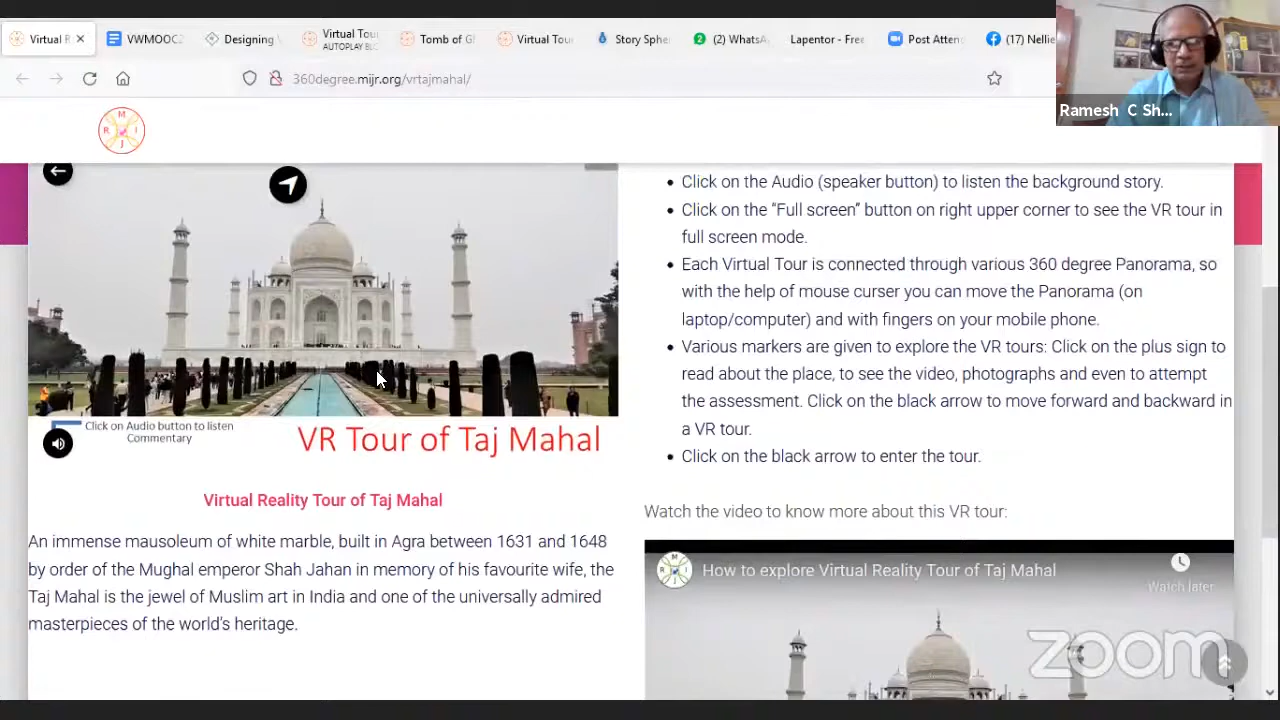 Virtual R
VWMOOC2
Designing V
Virtual Tou
AUTOPLAY BL
Tomb of Gh
Virtual Tour
Story Sphe
(2) WhatsA
Lapentor - Free
Post Atten
(17) Nellie
360degree.mijr.org/vrtajmahal/
Ramesh C Sh...
M
R I
J
Click on Audio button to listen
Commentary
VR Tour of Taj Mahal
Virtual Reality Tour of Taj Mahal
An immense mausoleum of white marble, built in Agra between 1631 and 1648
by order of the Mughal emperor Shah Jahan in memory of his favourite wife, the
Taj Mahal is the jewel of Muslim art in India and one of the universally admired
masterpieces of the world's heritage.
Click on the Audio (speaker button) to listen the background story.
Click on the “Full screen” button on right upper corner to see the VR tour in
full screen mode.
Each Virtual Tour is connected through various 360 degree Panorama, so
with the help of mouse curser you can move the Panorama (on
laptop/computer) and with fingers on your mobile phone.
Various markers are given to explore the VR tours: Click on the plus sign to
read about the place, to see the video, photographs and even to attempt
the assessment. Click on the black arrow to move forward and backward in
a VR tour.
Click on the black arrow to enter the tour.
Watch the video to know more about this VR tour:
M
R I
J
How to explore Virtual Reality Tour of Taj Mahal
Watch later
zoom